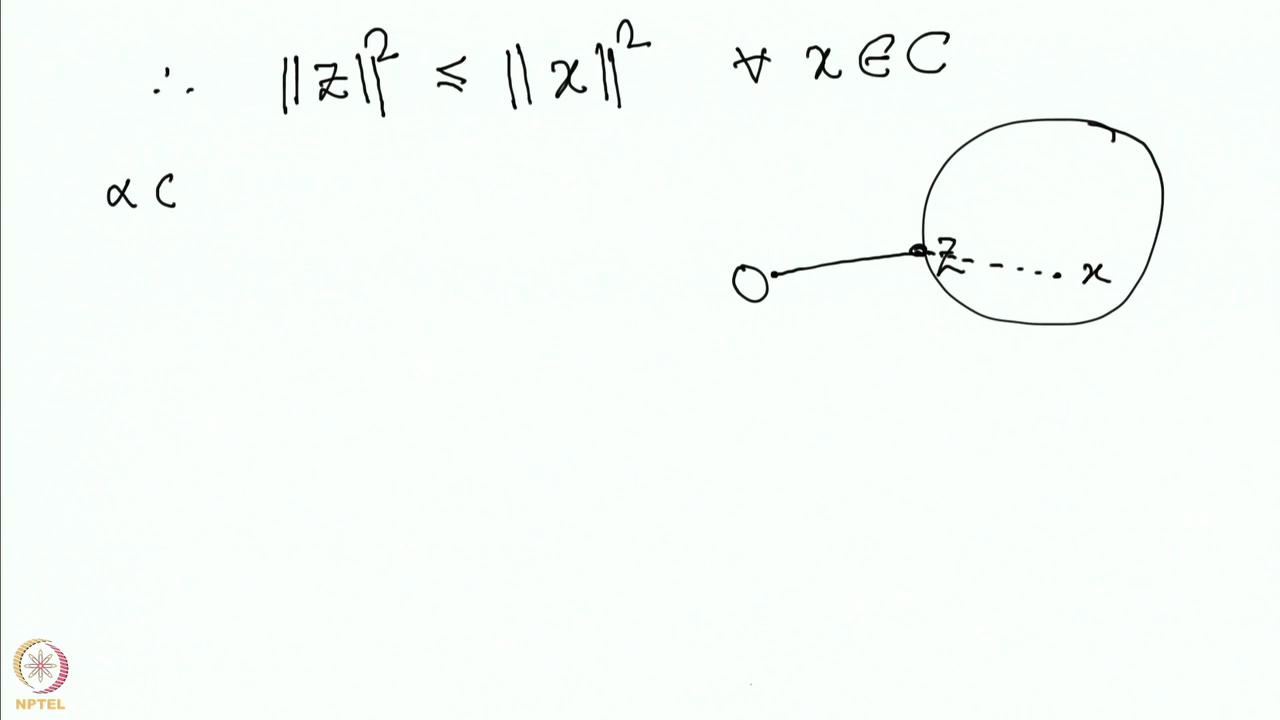 ∴ ||z||² ≤ ||x||² ∀ x ∈ C
α C
O z x
NPTEL